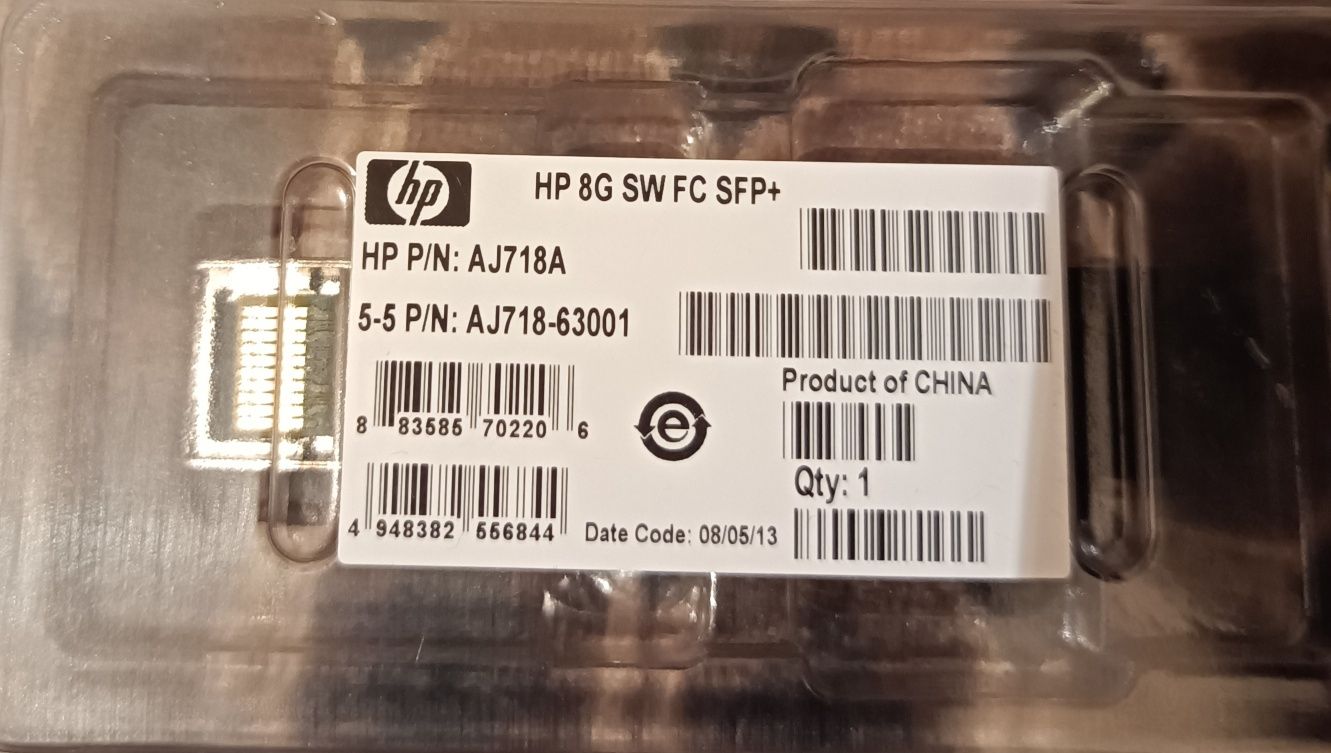 hp
HP 8G SW FC SFP+
HP P/N: AJ718A
5-5 P/N: AJ718-63001
Product of CHINA
8 83585 70220 6
e
Qty: 1
4 948382 556844
Date Code: 08/05/13